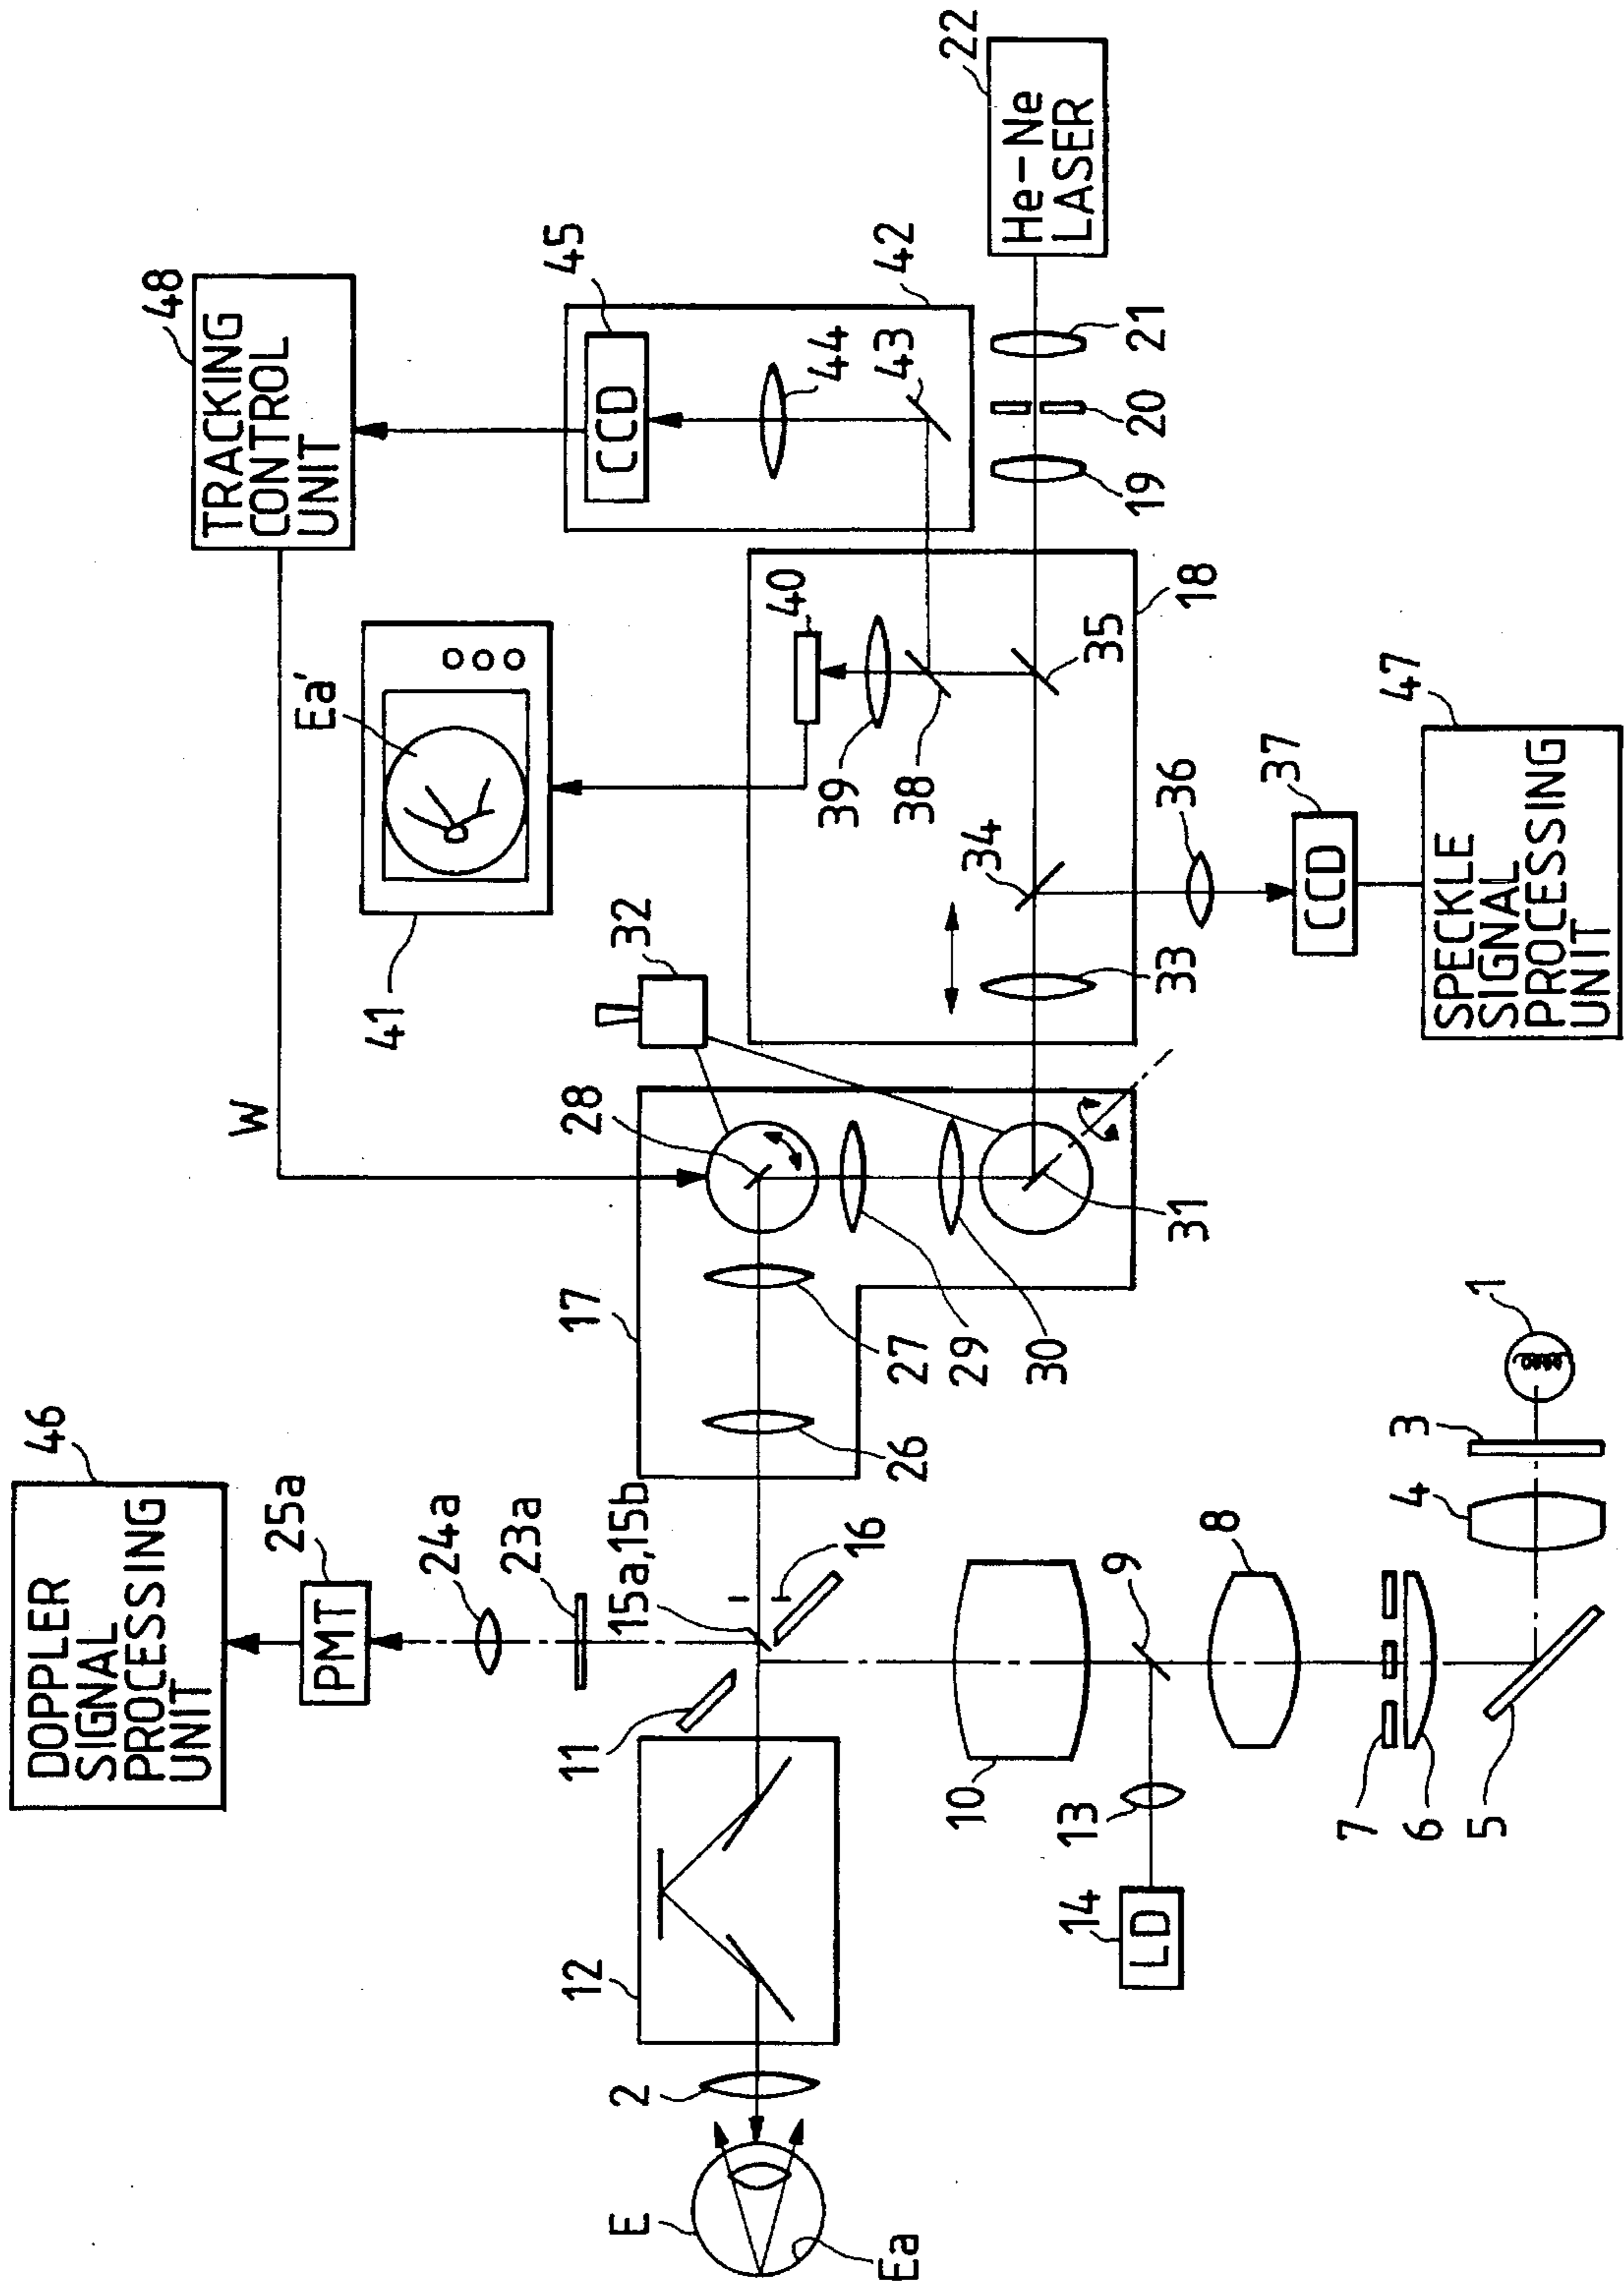 DOPPLER
SIGNAL
PROCESSING
UNIT
46
PMT
25a
24a
23a
15a,15b
16
11
12
2
E
Ea
17
26
27
28
29
30
31
32
W
TRACKING
CONTROL
UNIT
48
Ea'
41
CCD
45
42
44
43
40
39
38
35
34
33
18
19
20
21
He-Ne
LASER
22
36
CCD
37
SPECKLE
SIGNAL
PROCESSING
UNIT
47
10
9
8
13
LD
14
7
6
5
4
3
1